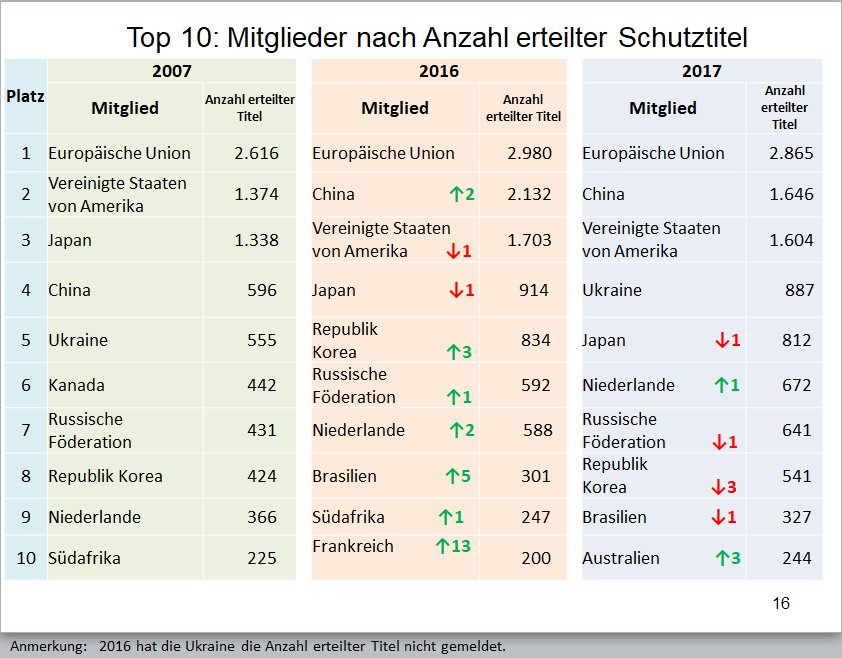 Top 10: Mitglieder nach Anzahl erteilter Schutztitel
Platz 2007 2016 2017
Mitglied Anzahl erteilter Titel Mitglied Anzahl erteilter Titel Mitglied Anzahl erteilter Titel
1 Europäische Union 2.616 Europäische Union 2.980 Europäische Union 2.865
2 Vereinigte Staaten von Amerika 1.374 China ↑2 2.132 China 1.646
3 Japan 1.338 Vereinigte Staaten von Amerika ↓1 1.703 Vereinigte Staaten von Amerika 1.604
4 China 596 Japan ↓1 914 Ukraine 887
5 Ukraine 555 Republik Korea ↑3 834 Japan ↓1 812
6 Kanada 442 Russische Föderation ↑1 592 Niederlande ↑1 672
7 Russische Föderation 431 Niederlande ↑2 588 Russische Föderation ↓1 641
8 Republik Korea 424 Brasilien ↑5 301 Republik Korea ↓3 541
9 Niederlande 366 Südafrika ↑1 247 Brasilien ↓1 327
10 Südafrika 225 Frankreich ↑13 200 Australien ↑3 244
16
Anmerkung: 2016 hat die Ukraine die Anzahl erteilter Titel nicht gemeldet.